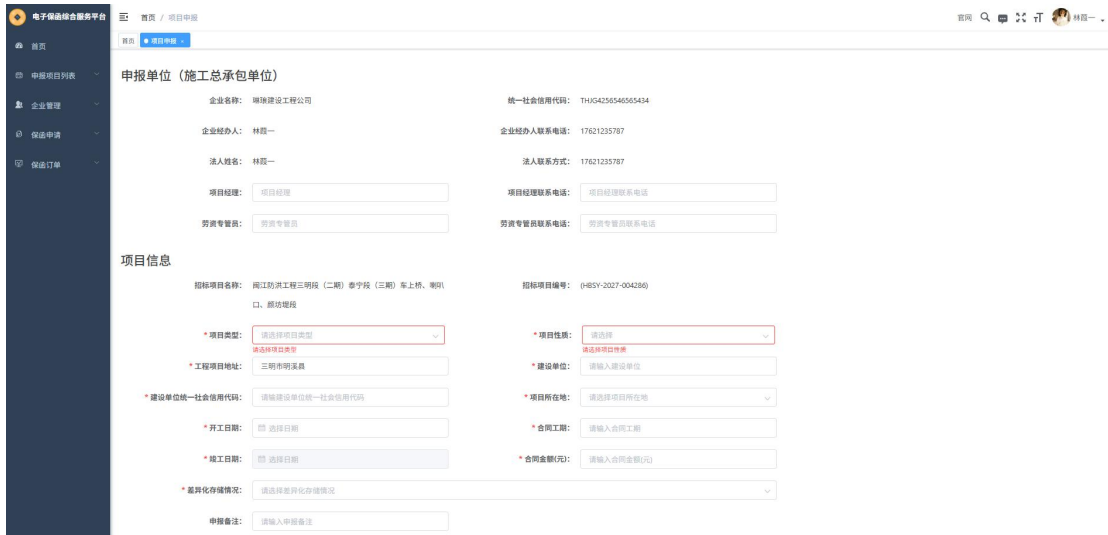 电子保函综合服务平台
首页 / 项目申报
官网
林霞一
首页
项目申报 ×
首页
申报项目列表
企业管理
保函申请
保函订单
申报单位（施工总承包单位）
企业名称： 琳琅建设工程公司 统一社会信用代码： THJG4256546565434
企业经办人： 林霞一 企业经办人联系电话： 17621235787
法人姓名： 林霞一 法人联系方式： 17621235787
项目经理： 项目经理 项目经理联系电话： 项目经理联系电话
劳资专管员： 劳资专管员 劳资专管员联系电话： 劳资专管员联系电话
项目信息
招标项目名称： 闽江防洪工程三明段（二期）泰宁段（三期）车上桥、喇叭 招标项目编号： (HBSY-2027-004286)
口、颜坊堤段
* 项目类型： 请选择项目类型 * 项目性质： 请选择
请选择项目类型 请选择项目性质
* 工程项目地址： 三明市明溪县 * 建设单位： 请输入建设单位
* 建设单位统一社会信用代码： 请输建设单位统一社会信用代码 * 项目所在地： 请选择项目所在地
* 开工日期： 选择日期 * 合同工期： 请输入合同工期
* 竣工日期： 选择日期 * 合同金额(元)： 请输入合同金额(元)
* 差异化存储情况： 请选择差异化存储情况
申报备注： 请输入申报备注